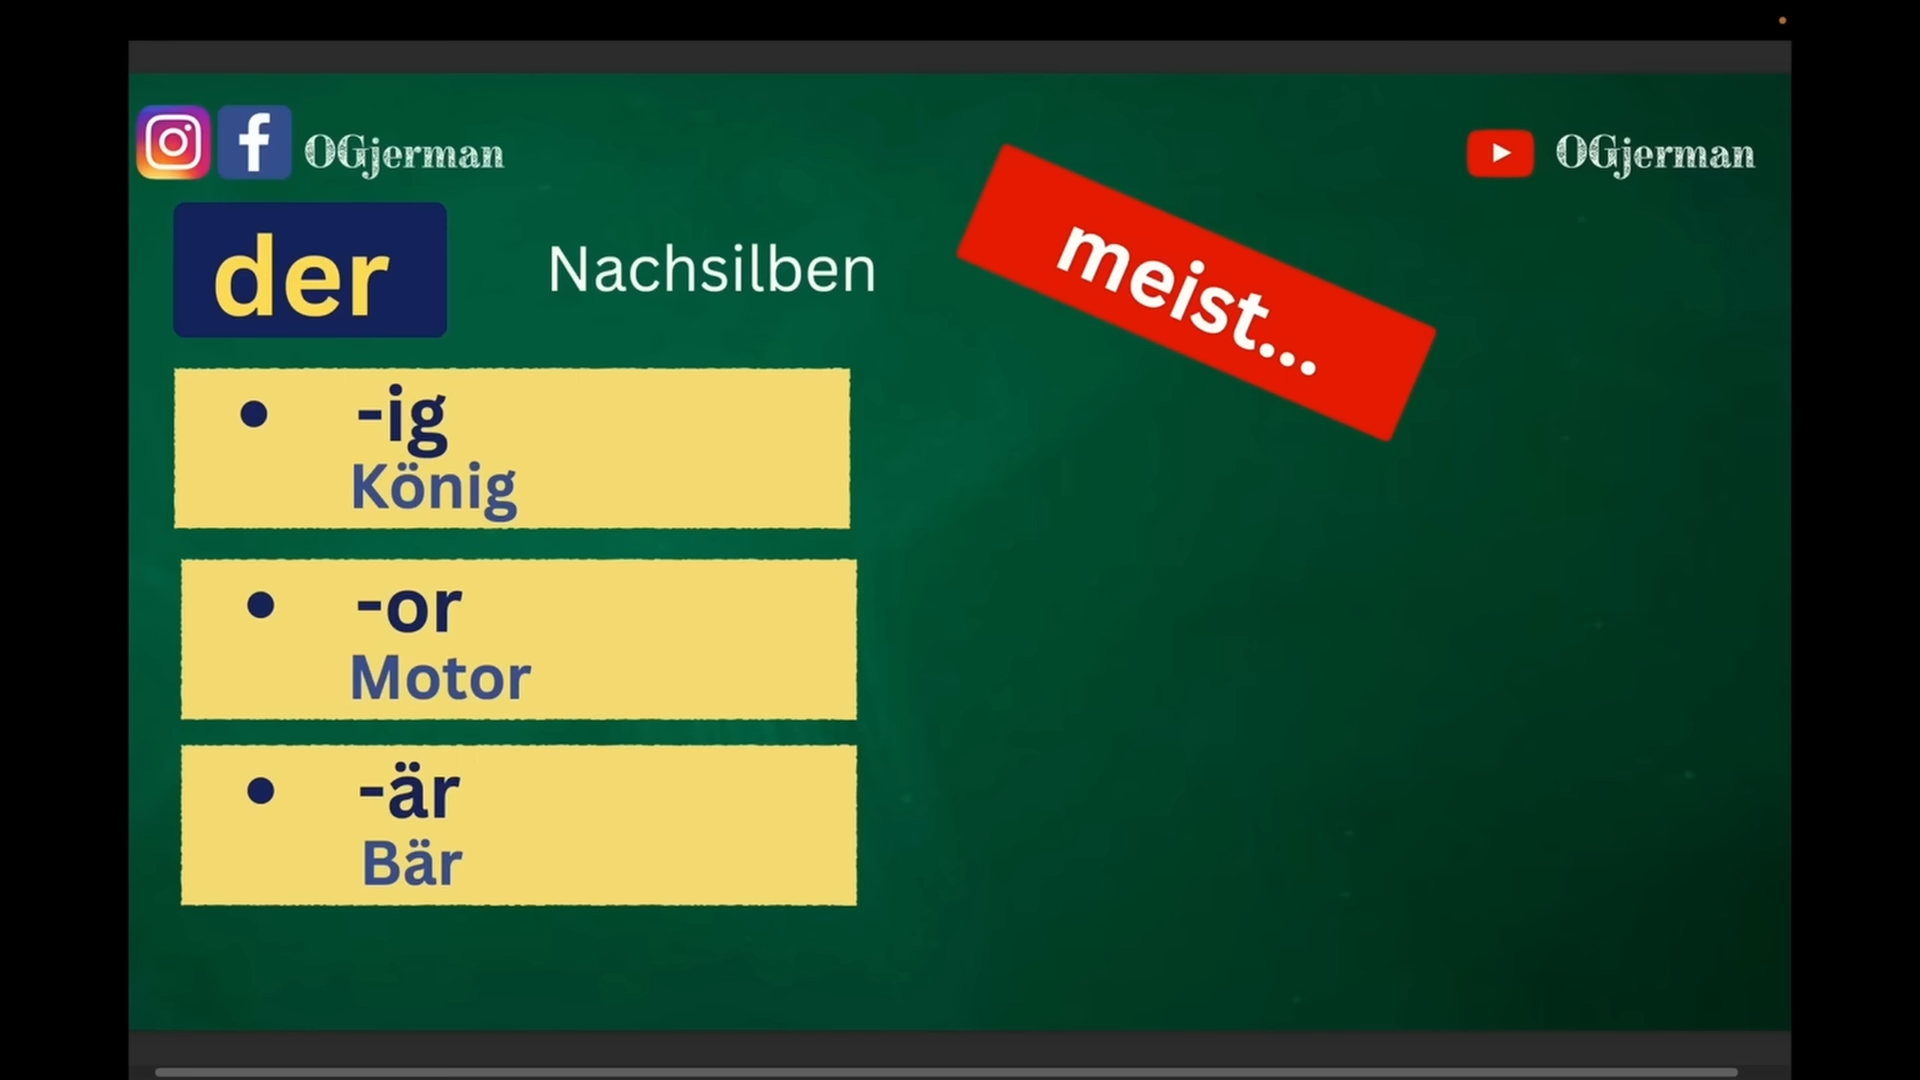 OGjerman
OGjerman
der
Nachsilben
meist...
• -ig
König
• -or
Motor
• -är
Bär